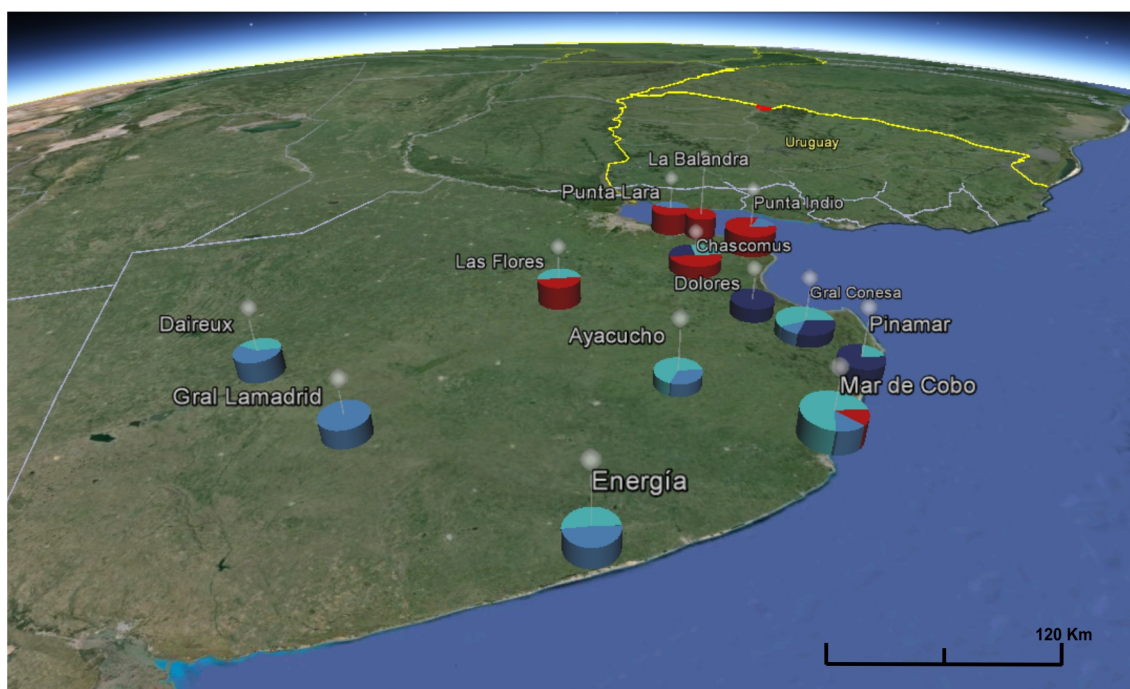 Uruguay
La Balandra
Punta Lara
Punta Indio
Chascomus
Las Flores
Dolores
Gral Conesa
Daireux
Ayacucho
Pinamar
Gral Lamadrid
Mar de Cobo
Energía
120 Km